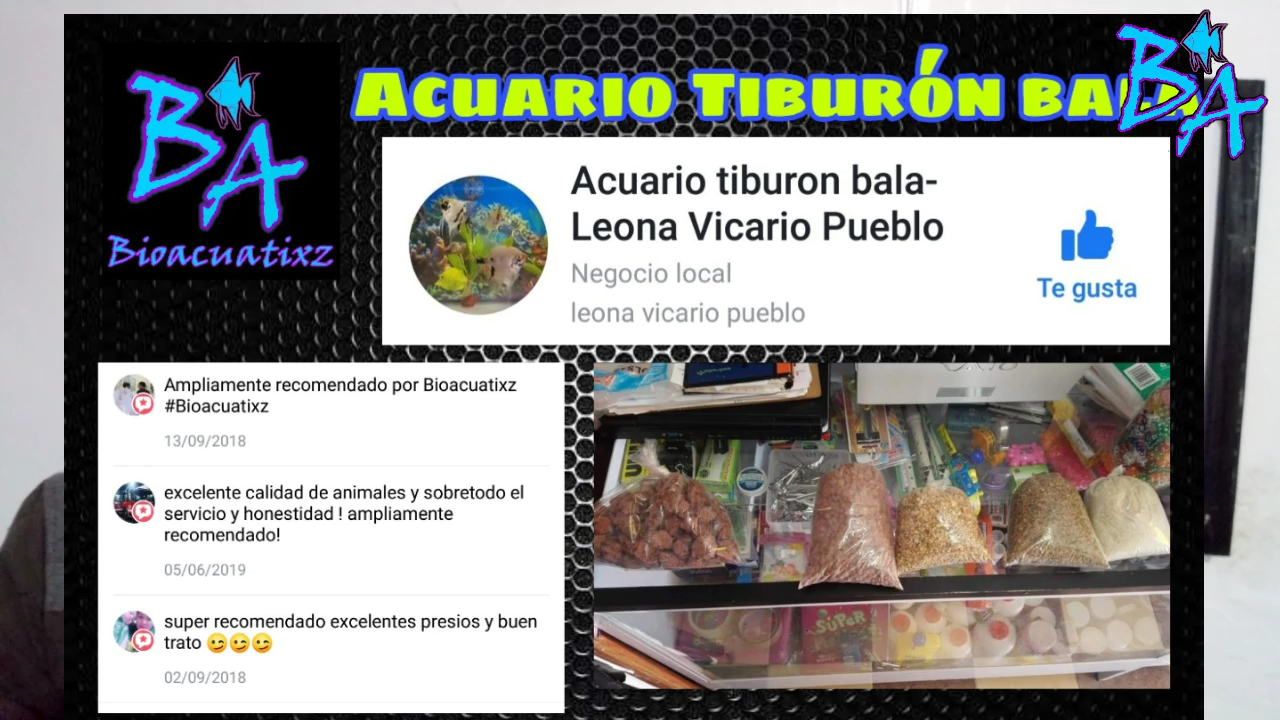 BA
Bioacuatixz
Acuario Tiburón bala
BA
Acuario tiburon bala-
Leona Vicario Pueblo
Negocio local
leona vicario pueblo
Te gusta
Ampliamente recomendado por Bioacuatixz
#Bioacuatixz
13/09/2018
excelente calidad de animales y sobretodo el
servicio y honestidad ! ampliamente
recomendado!
05/06/2019
super recomendado excelentes presios y buen
trato 😉😉😉
02/09/2018
SUPER